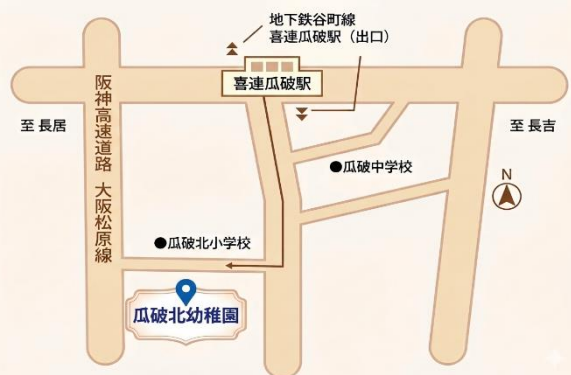 地下鉄谷町線
喜連瓜破駅（出口）
喜連瓜破駅
阪神高速道路 大阪松原線
至 長居
至 長吉
●瓜破中学校
N
●瓜破北小学校
瓜破北幼稚園